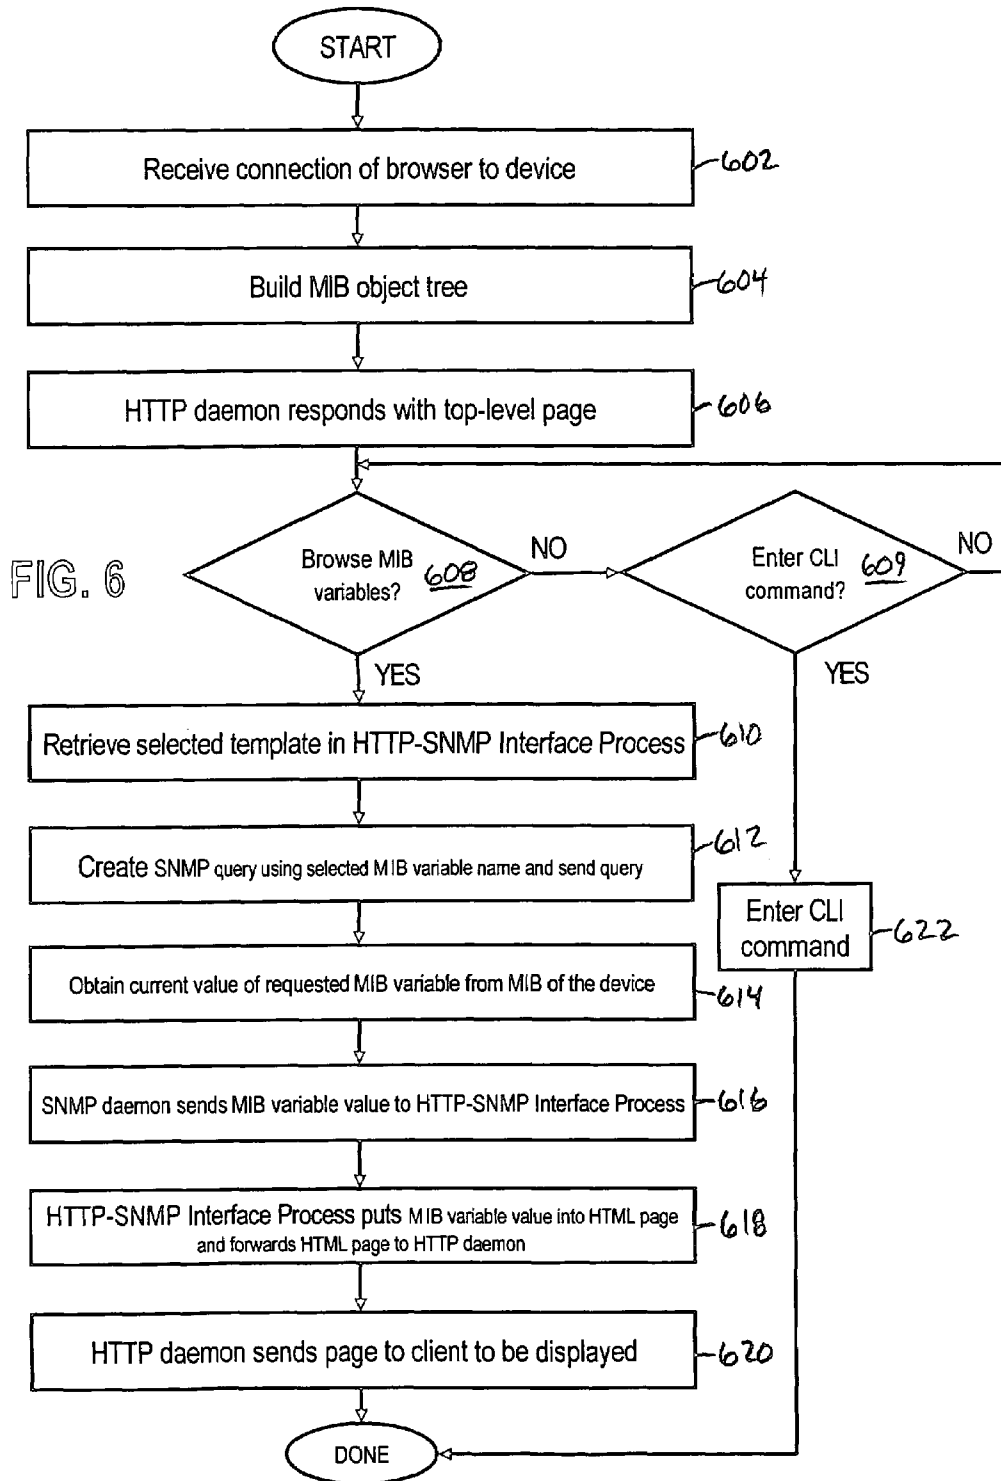 START
Receive connection of browser to device
602
Build MIB object tree
604
HTTP daemon responds with top-level page
606
FIG. 6
Browse MIB
variables?
608
NO
Enter CLI
command?
609
NO
YES
YES
Retrieve selected template in HTTP-SNMP Interface Process
610
Create SNMP query using selected MIB variable name and send query
612
Enter CLI
command
622
Obtain current value of requested MIB variable from MIB of the device
614
SNMP daemon sends MIB variable value to HTTP-SNMP Interface Process
616
HTTP-SNMP Interface Process puts MIB variable value into HTML page
and forwards HTML page to HTTP daemon
618
HTTP daemon sends page to client to be displayed
620
DONE